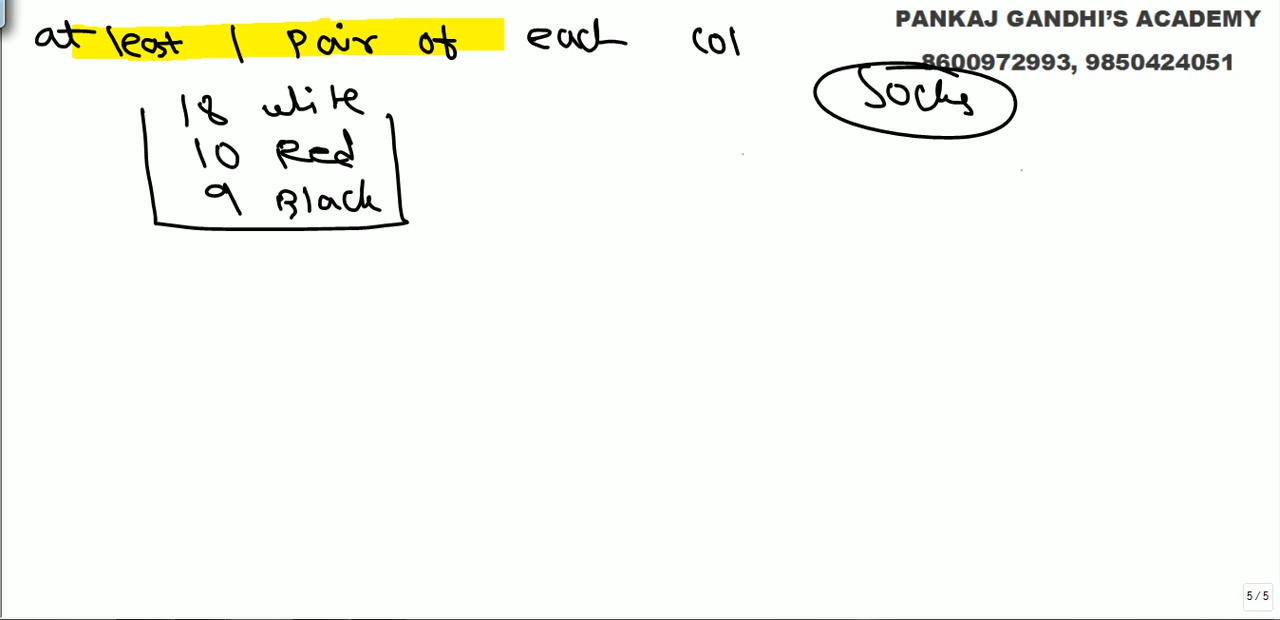 at least 1 Pair of each col
PANKAJ GANDHI'S ACADEMY
8600972993, 9850424051
Socks
18 white
10 Red
9 Black
5 / 5